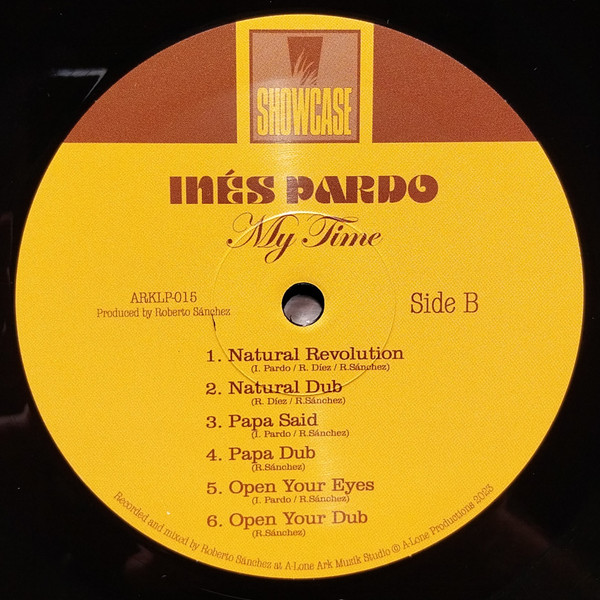 SHOWCASE
INÉS PARDO
My Time
ARKLP-015
Produced by Roberto Sánchez
Side B
1. Natural Revolution
(I. Pardo / R. Díez / R.Sánchez)
2. Natural Dub
(R. Díez / R.Sánchez)
3. Papa Said
(I. Pardo / R.Sánchez)
4. Papa Dub
(R.Sánchez)
5. Open Your Eyes
(I. Pardo / R.Sánchez)
6. Open Your Dub
(R.Sánchez)
Recorded and mixed by Roberto Sánchez at A-Lone Ark Muzik Studio ℗ A-Lone Productions 2023